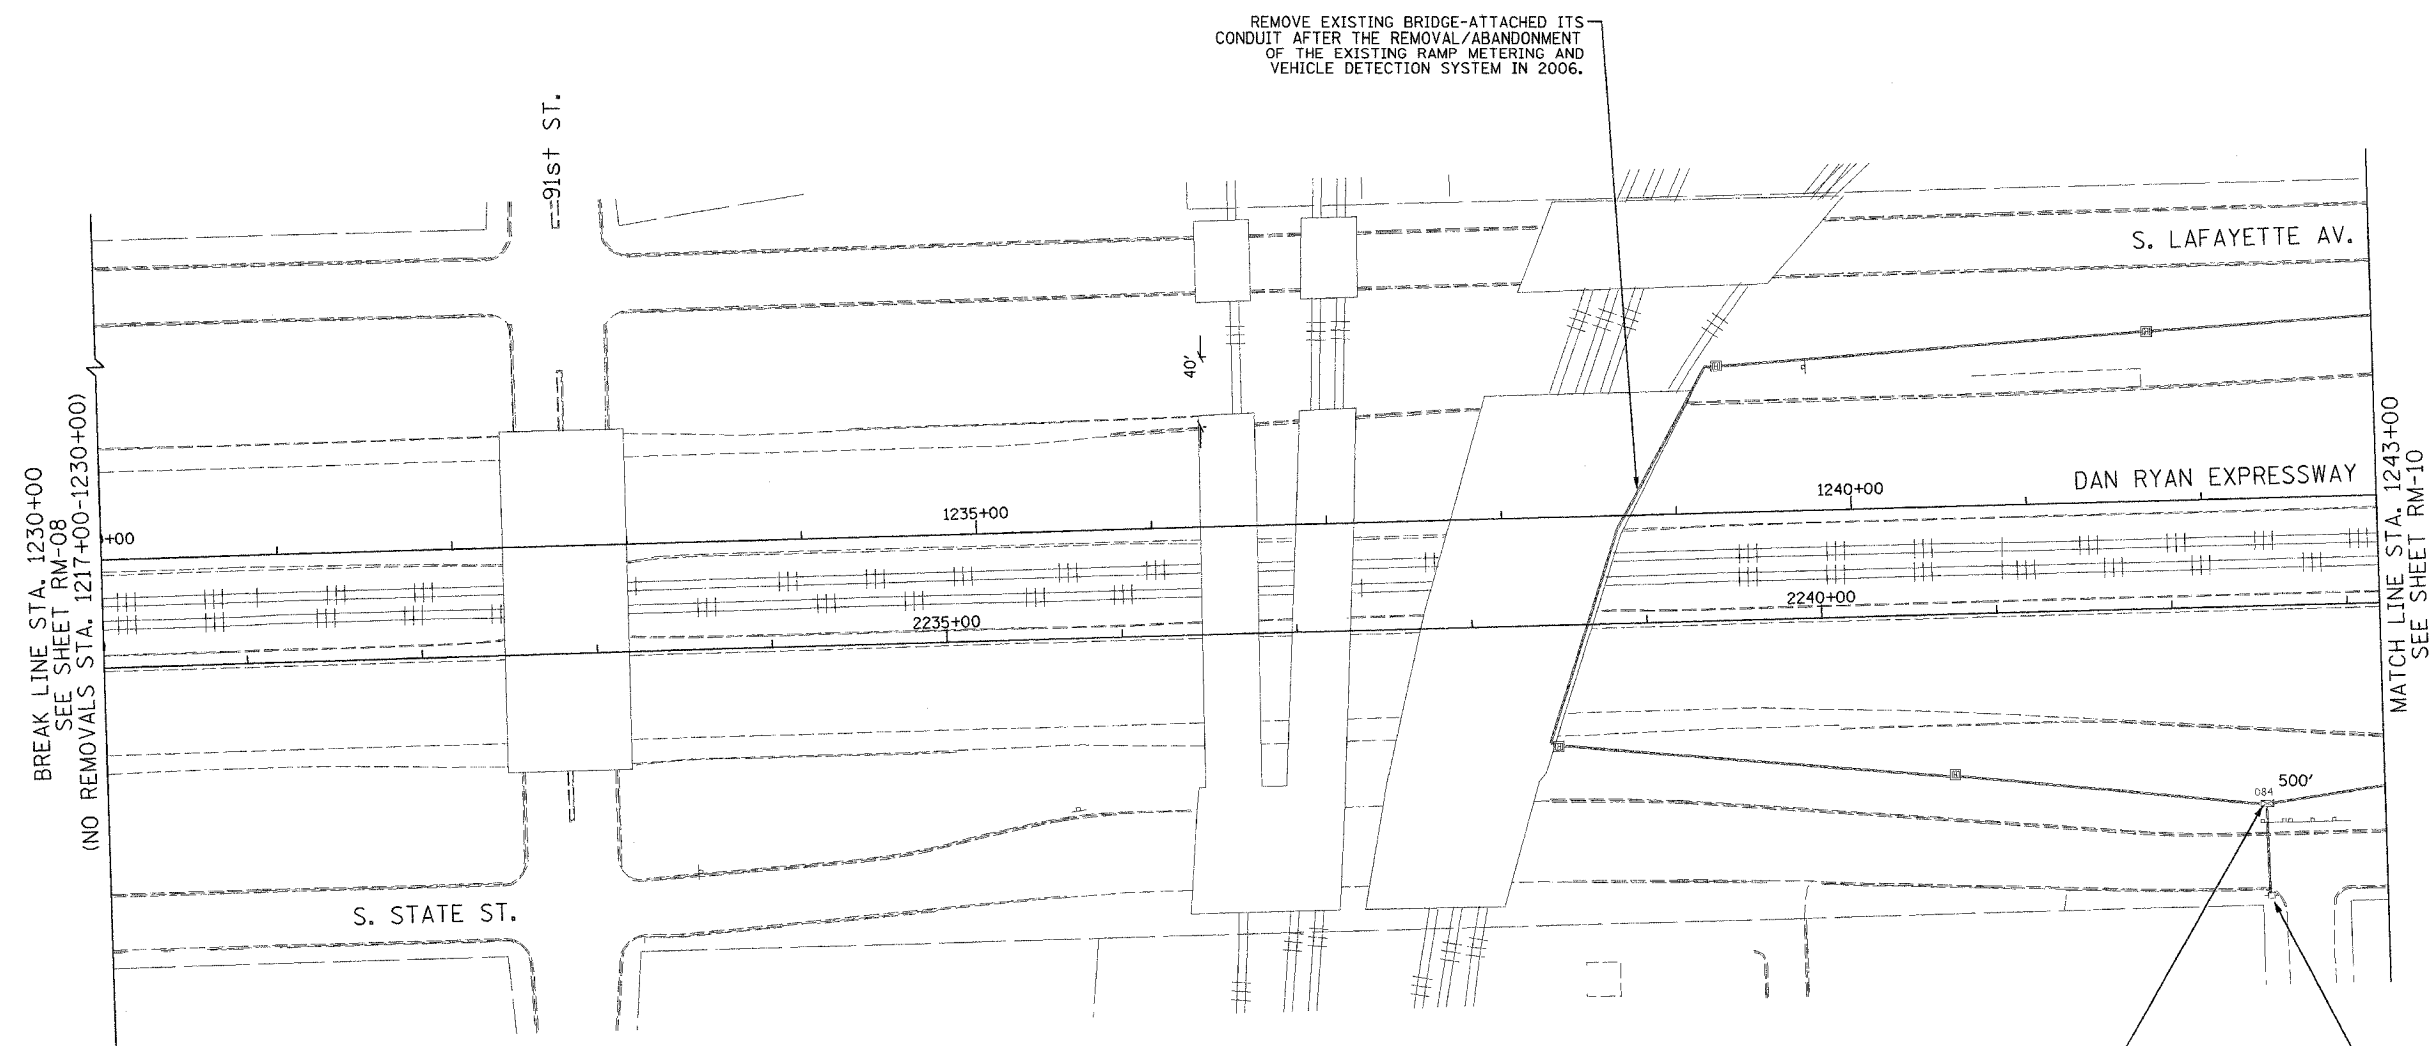 REMOVE EXISTING BRIDGE-ATTACHED ITS
CONDUIT AFTER THE REMOVAL/ABANDONMENT
OF THE EXISTING RAMP METERING AND
VEHICLE DETECTION SYSTEM IN 2006.
91st ST.
S. LAFAYETTE AV.
40'
BREAK LINE STA. 1230+00
SEE SHEET RM-08
(NO REMOVALS STA. 1217+00-1230+00)
+00
1235+00
1240+00
DAN RYAN EXPRESSWAY
MATCH LINE STA. 1243+00
SEE SHEET RM-10
2235+00
2240+00
084
500'
S. STATE ST.